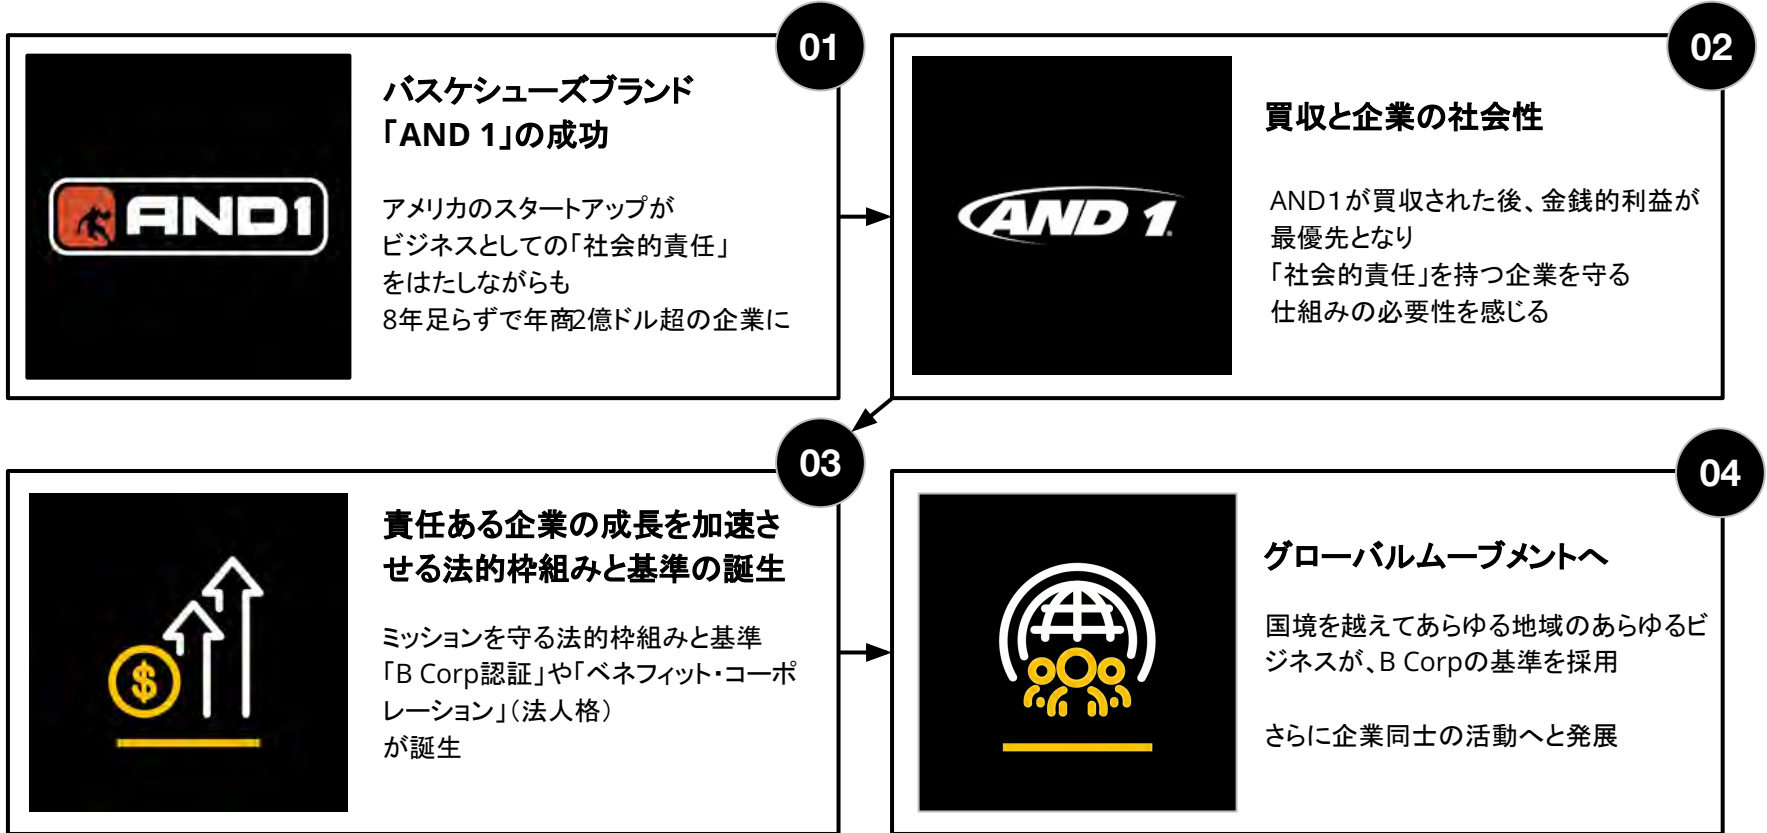 01
AND1
バスケシューズブランド
「AND 1」の成功
アメリカのスタートアップが
ビジネスとしての「社会的責任」
をはたしながらも
8年足らずで年商2億ドル超の企業に
02
AND 1.
買収と企業の社会性
AND1が買収された後、金銭的利益が
最優先となり
「社会的責任」を持つ企業を守る
仕組みの必要性を感じる
03
$
責任ある企業の成長を加速さ
せる法的枠組みと基準の誕生
ミッションを守る法的枠組みと基準
「B Corp認証」や「ベネフィット・コーポ
レーション」（法人格）
が誕生
04
グローバルムーブメントへ
国境を越えてあらゆる地域のあらゆるビ
ジネスが、B Corpの基準を採用
さらに企業同士の活動へと発展